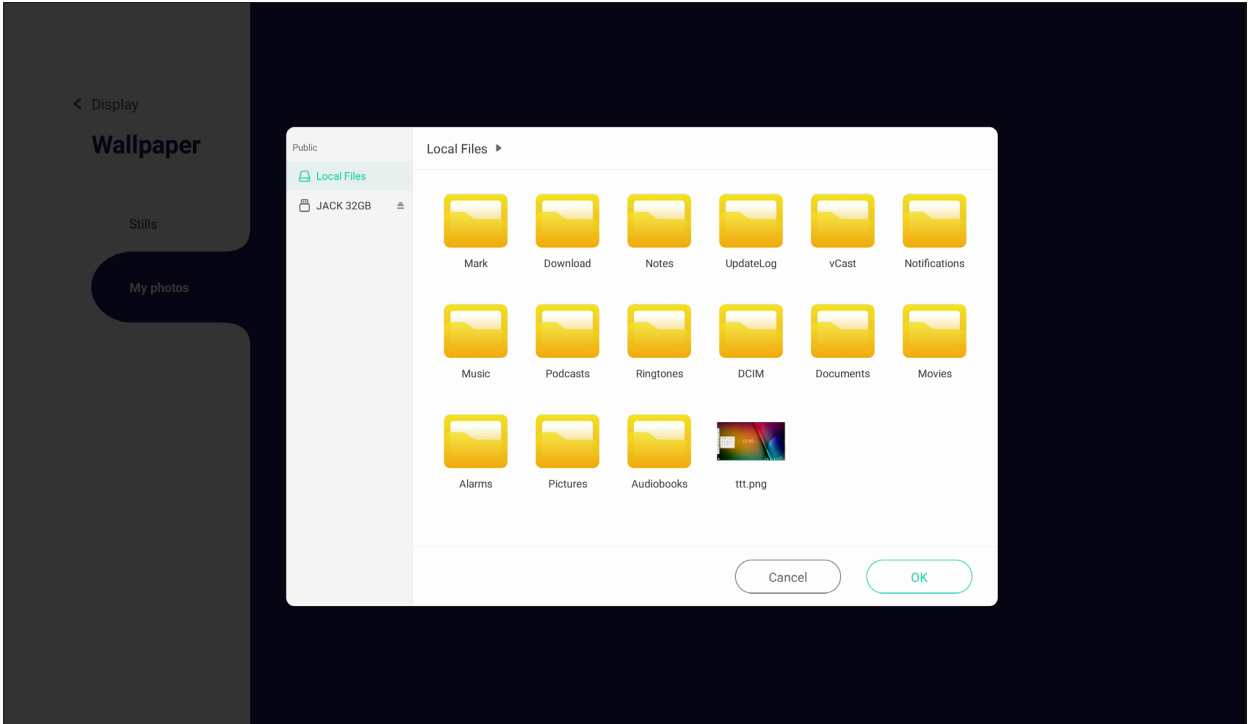 Display
Wallpaper
Stills
My photos
Public
Local Files
JACK 32GB
Local Files
Mark Download Notes UpdateLog vCast Notifications
Music Podcasts Ringtones DCIM Documents Movies
Alarms Pictures Audiobooks ttt.png
Cancel OK